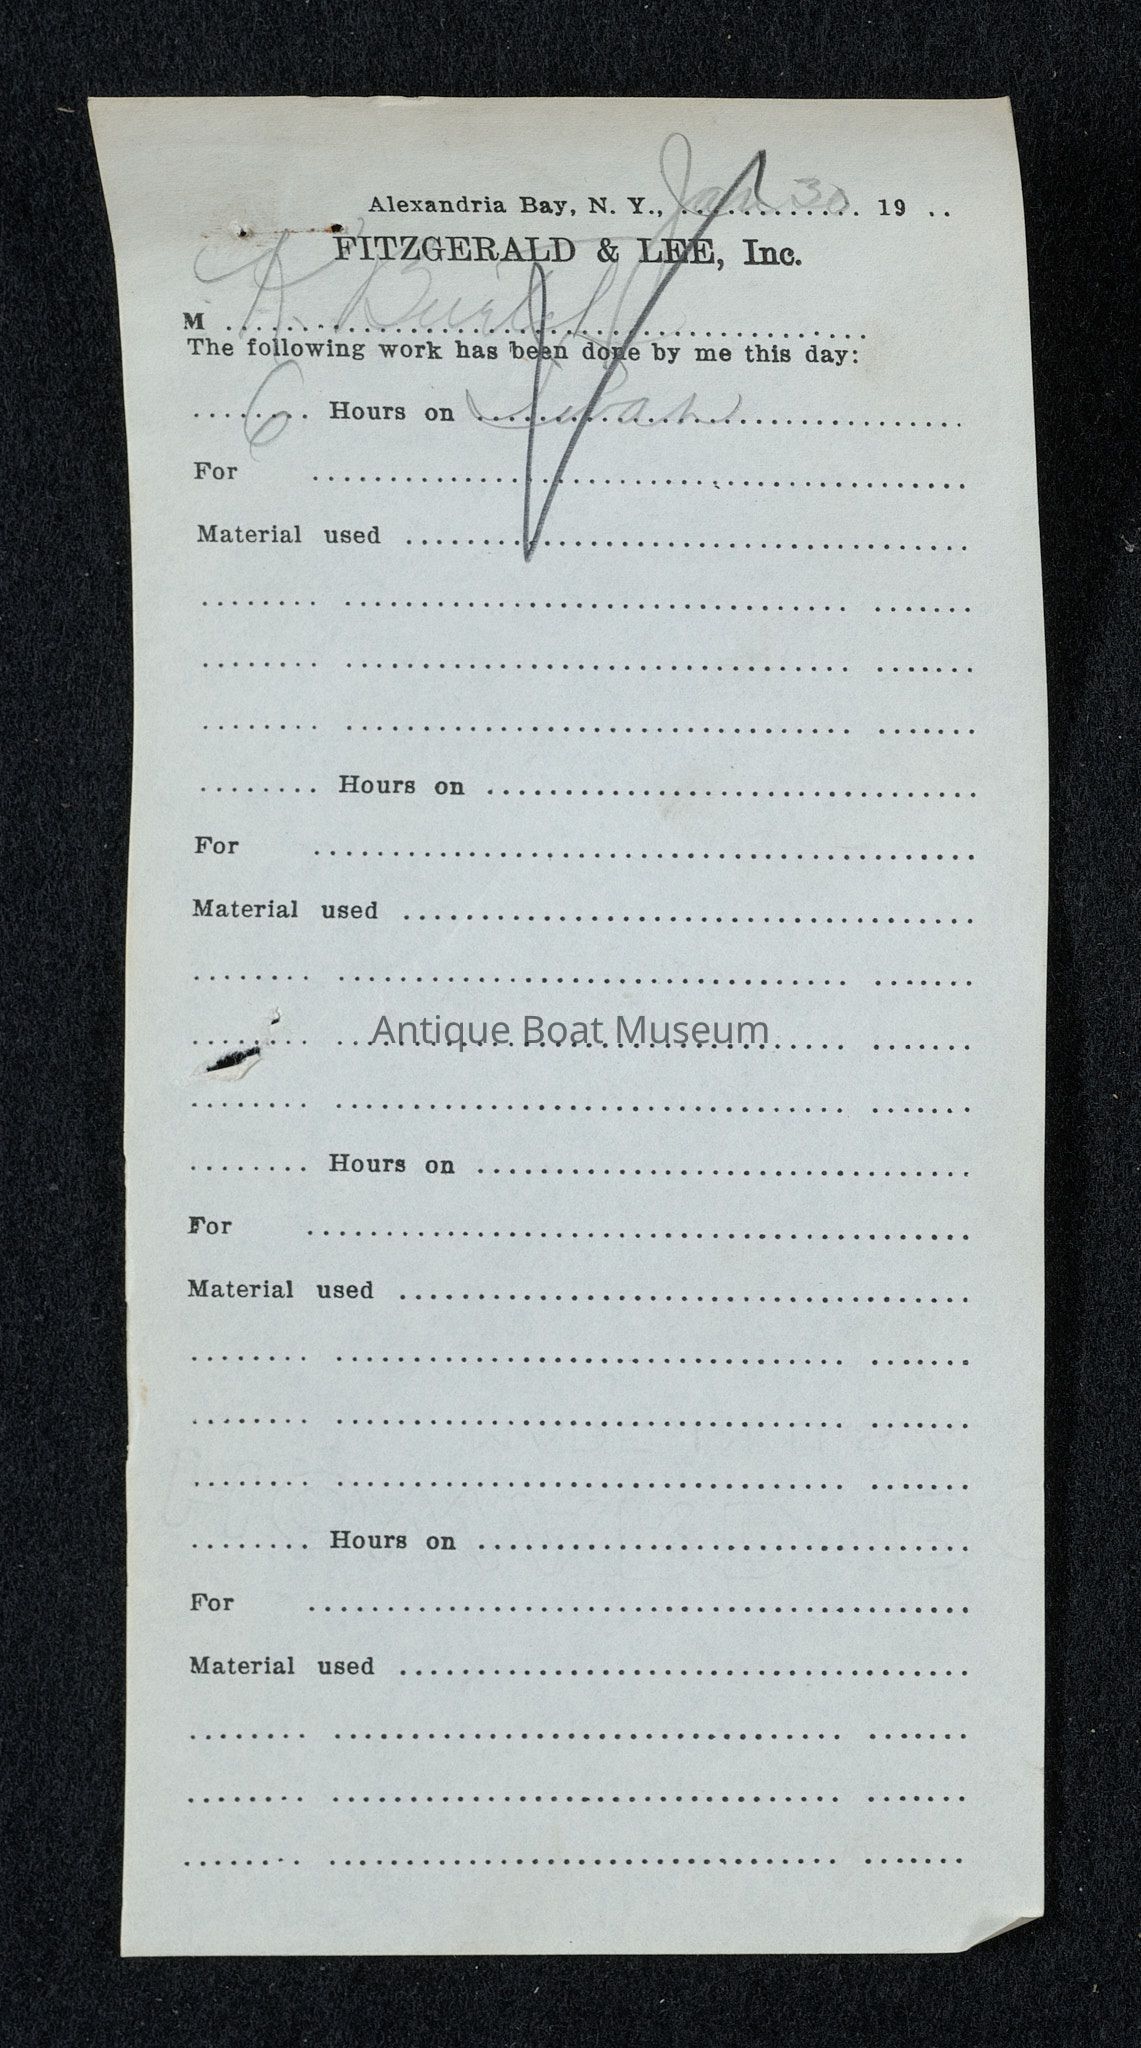 Alexandria Bay, N. Y., Jan 30 19 ..
FITZGERALD & LEE, Inc.
M A.
The following work has been done by me this day:
6 Hours on
For
Material used
Hours on
For
Material used
Antique Boat Museum
Hours on
For
Material used
Hours on
For
Material used